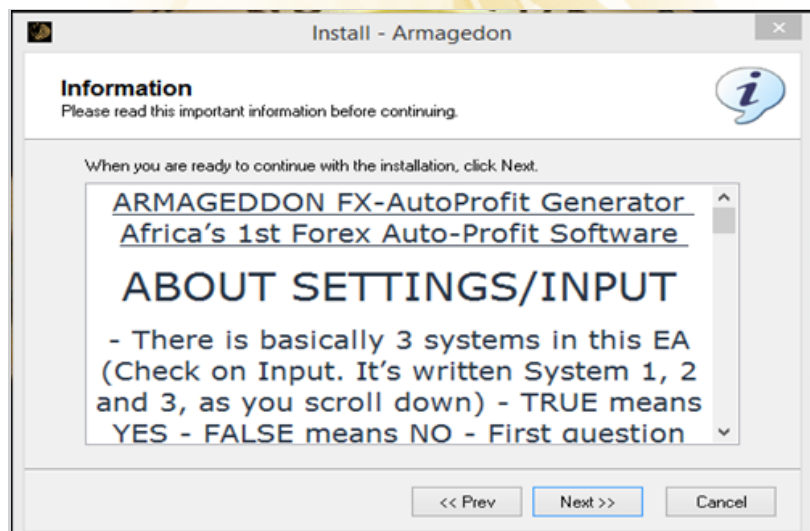 Install - Armagedon
Information
Please read this important information before continuing.
When you are ready to continue with the installation, click Next.
ARMAGEDDON FX-AutoProfit Generator
Africa's 1st Forex Auto-Profit Software
ABOUT SETTINGS/INPUT
- There is basically 3 systems in this EA
(Check on Input. It's written System 1, 2
and 3, as you scroll down) - TRUE means
YES - FALSE means NO - First question
<< Prev
Next >>
Cancel